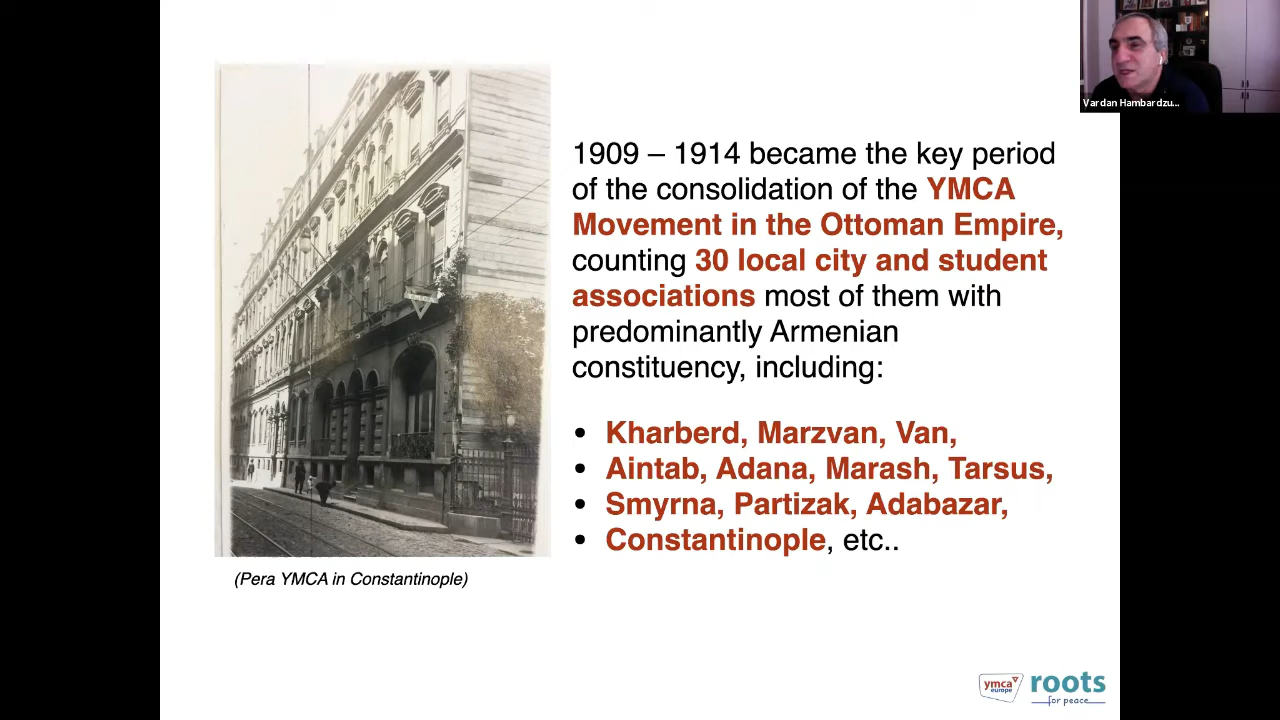 Vardan Hambardzu...
1909 – 1914 became the key period
of the consolidation of the YMCA
Movement in the Ottoman Empire,
counting 30 local city and student
associations most of them with
predominantly Armenian
constituency, including:
• Kharberd, Marzvan, Van,
• Aintab, Adana, Marash, Tarsus,
• Smyrna, Partizak, Adabazar,
• Constantinople, etc..
(Pera YMCA in Constantinople)
ymca
europe
roots
for peace